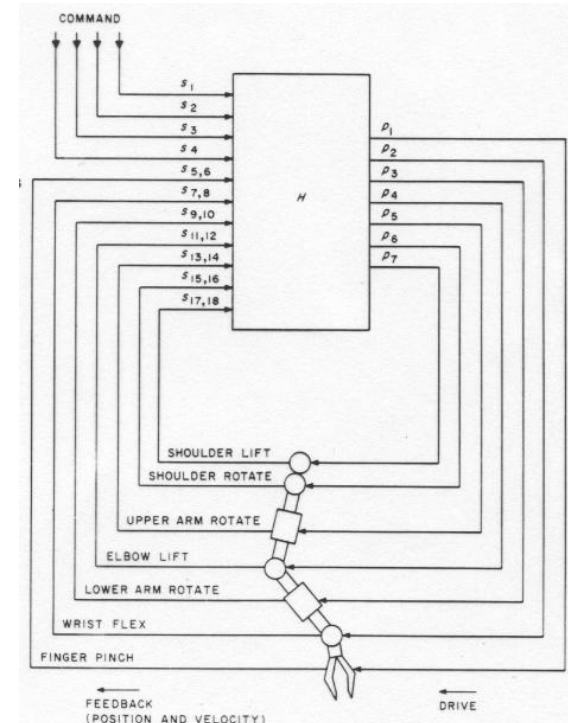 COMMAND
s1
s2
s3
s4
s5,6
s7,8
s9,10
s11,12
s13,14
s15,16
s17,18
H
p1
p2
p3
p4
p5
p6
p7
SHOULDER LIFT
SHOULDER ROTATE
UPPER ARM ROTATE
ELBOW LIFT
LOWER ARM ROTATE
WRIST FLEX
FINGER PINCH
FEEDBACK
(POSITION AND VELOCITY)
DRIVE